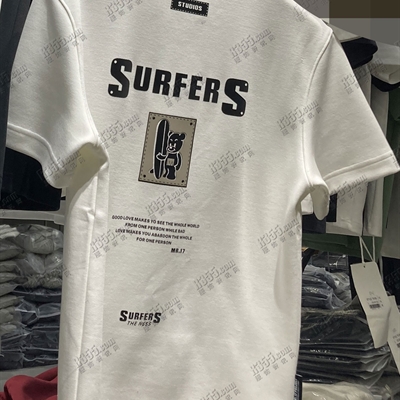 STUDIOS
SURFERS
GOOD LOVE MAKES TO SEE THE WHOLE WORLD
FROM ONE PERSON WHILE BAD
LOVE MAKES YOU ABANDON THE WHOLE
FOR ONE PERSON
SURFERS